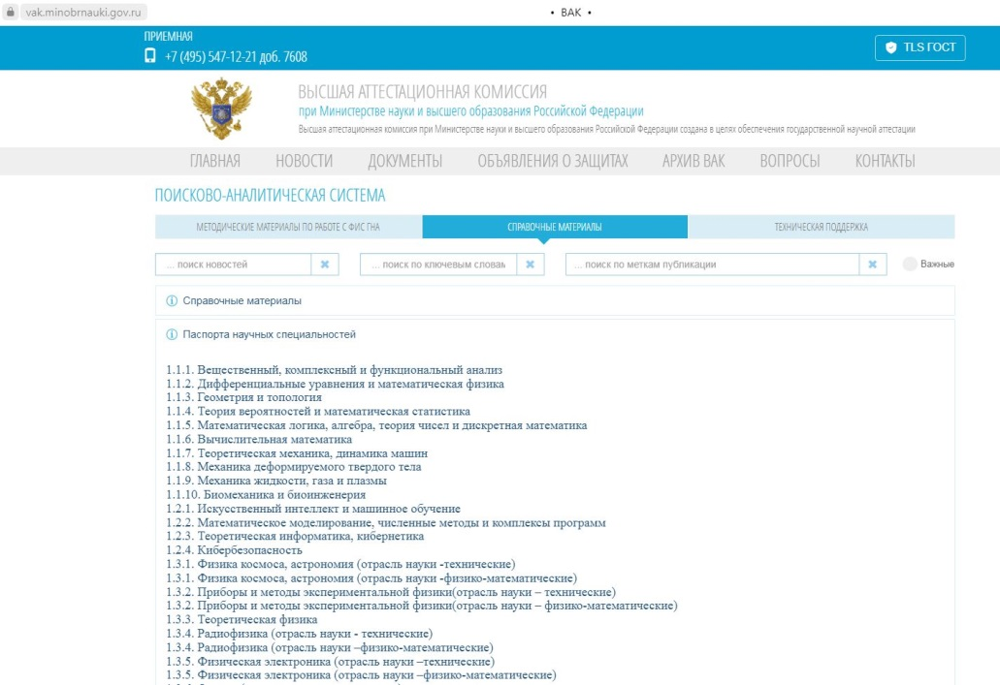 vak.minobrnauki.gov.ru
• ВАК •
ПРИЕМНАЯ
+7 (495) 547-12-21 доб. 7608
TLS ГОСТ
ВЫСШАЯ АТТЕСТАЦИОННАЯ КОМИССИЯ
при Министерстве науки и высшего образования Российской Федерации
Высшая аттестационная комиссия при Министерстве науки и высшего образования Российской Федерации создана в целях обеспечения государственной научной аттестации
ГЛАВНАЯ НОВОСТИ ДОКУМЕНТЫ ОБЪЯВЛЕНИЯ О ЗАЩИТАХ АРХИВ ВАК ВОПРОСЫ КОНТАКТЫ
ПОИСКОВО-АНАЛИТИЧЕСКАЯ СИСТЕМА
МЕТОДИЧЕСКИЕ МАТЕРИАЛЫ ПО РАБОТЕ С ФИС ГНА СПРАВОЧНЫЕ МАТЕРИАЛЫ ТЕХНИЧЕСКАЯ ПОДДЕРЖКА
... поиск новостей ... поиск по ключевым словам ... поиск по меткам публикации Важные
Справочные материалы
Паспорта научных специальностей
1.1.1. Вещественный, комплексный и функциональный анализ
1.1.2. Дифференциальные уравнения и математическая физика
1.1.3. Геометрия и топология
1.1.4. Теория вероятностей и математическая статистика
1.1.5. Математическая логика, алгебра, теория чисел и дискретная математика
1.1.6. Вычислительная математика
1.1.7. Теоретическая механика, динамика машин
1.1.8. Механика деформируемого твердого тела
1.1.9. Механика жидкости, газа и плазмы
1.1.10. Биомеханика и биоинженерия
1.2.1. Искусственный интеллект и машинное обучение
1.2.2. Математическое моделирование, численные методы и комплексы программ
1.2.3. Теоретическая информатика, кибернетика
1.2.4. Кибербезопасность
1.3.1. Физика космоса, астрономия (отрасль науки -технические)
1.3.1. Физика космоса, астрономия (отрасль науки -физико-математические)
1.3.2. Приборы и методы экспериментальной физики(отрасль науки – технические)
1.3.2. Приборы и методы экспериментальной физики(отрасль науки – физико-математические)
1.3.3. Теоретическая физика
1.3.4. Радиофизика (отрасль науки - технические)
1.3.4. Радиофизика (отрасль науки –физико-математические)
1.3.5. Физическая электроника (отрасль науки –технические)
1.3.5. Физическая электроника (отрасль науки –физико-математические)